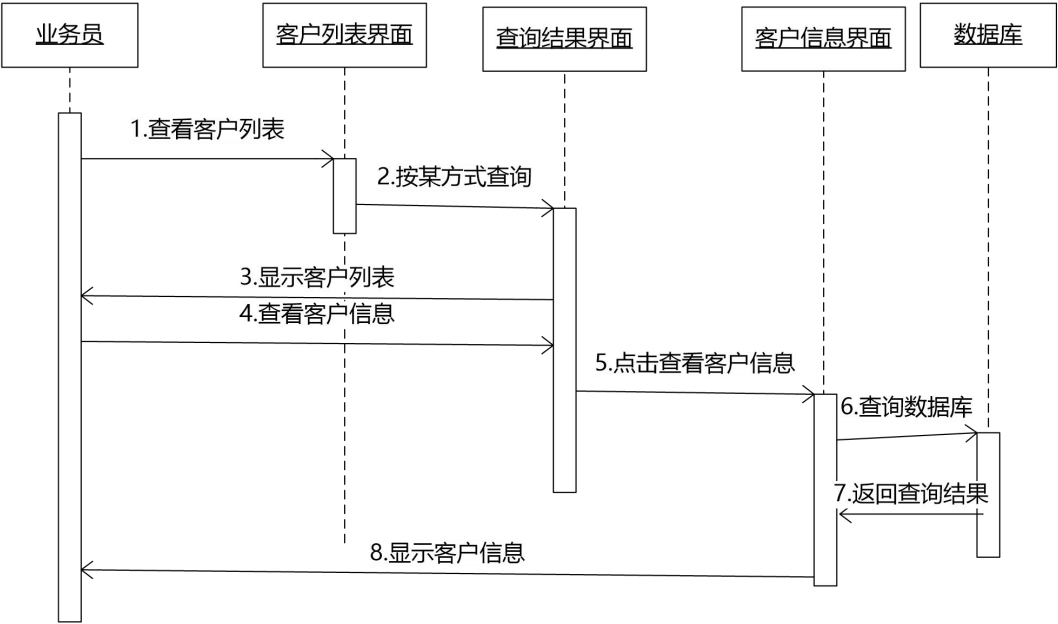 业务员
客户列表界面
查询结果界面
客户信息界面
数据库
1.查看客户列表
2.按某方式查询
3.显示客户列表
4.查看客户信息
5.点击查看客户信息
6.查询数据库
7.返回查询结果
8.显示客户信息